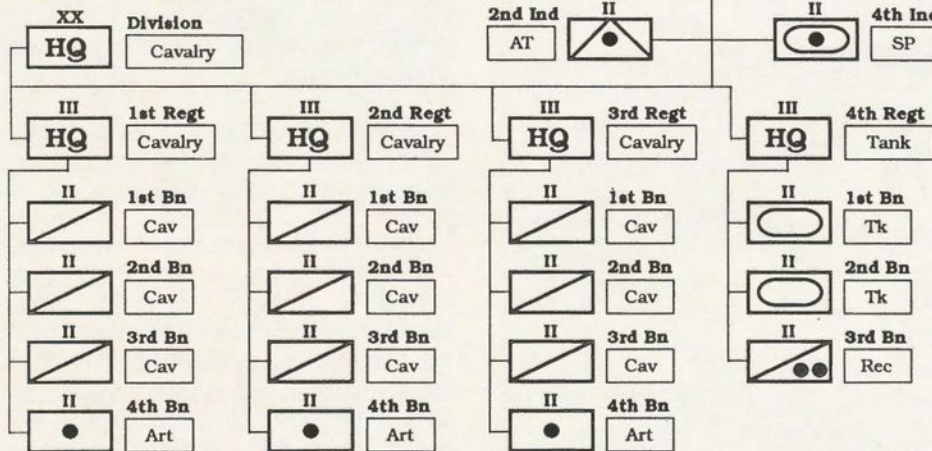 XX Division
HQ Cavalry
2nd Ind II
AT
II 4th Ind
SP
III 1st Regt
HQ Cavalry
III 2nd Regt
HQ Cavalry
III 3rd Regt
HQ Cavalry
III 4th Regt
HQ Tank
II 1st Bn
Cav
II 2nd Bn
Cav
II 3rd Bn
Cav
II 4th Bn
Art
II 1st Bn
Cav
II 2nd Bn
Cav
II 3rd Bn
Cav
II 4th Bn
Art
II 1st Bn
Cav
II 2nd Bn
Cav
II 3rd Bn
Cav
II 4th Bn
Art
II 1st Bn
Tk
II 2nd Bn
Tk
II 3rd Bn
Rec